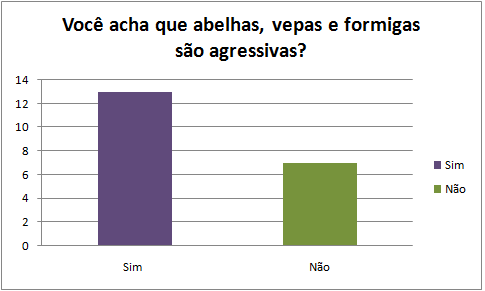 Você acha que abelhas, vepas e formigas
são agressivas?
14
12
10
8
6
4
2
0
Sim
Não
Sim
Não